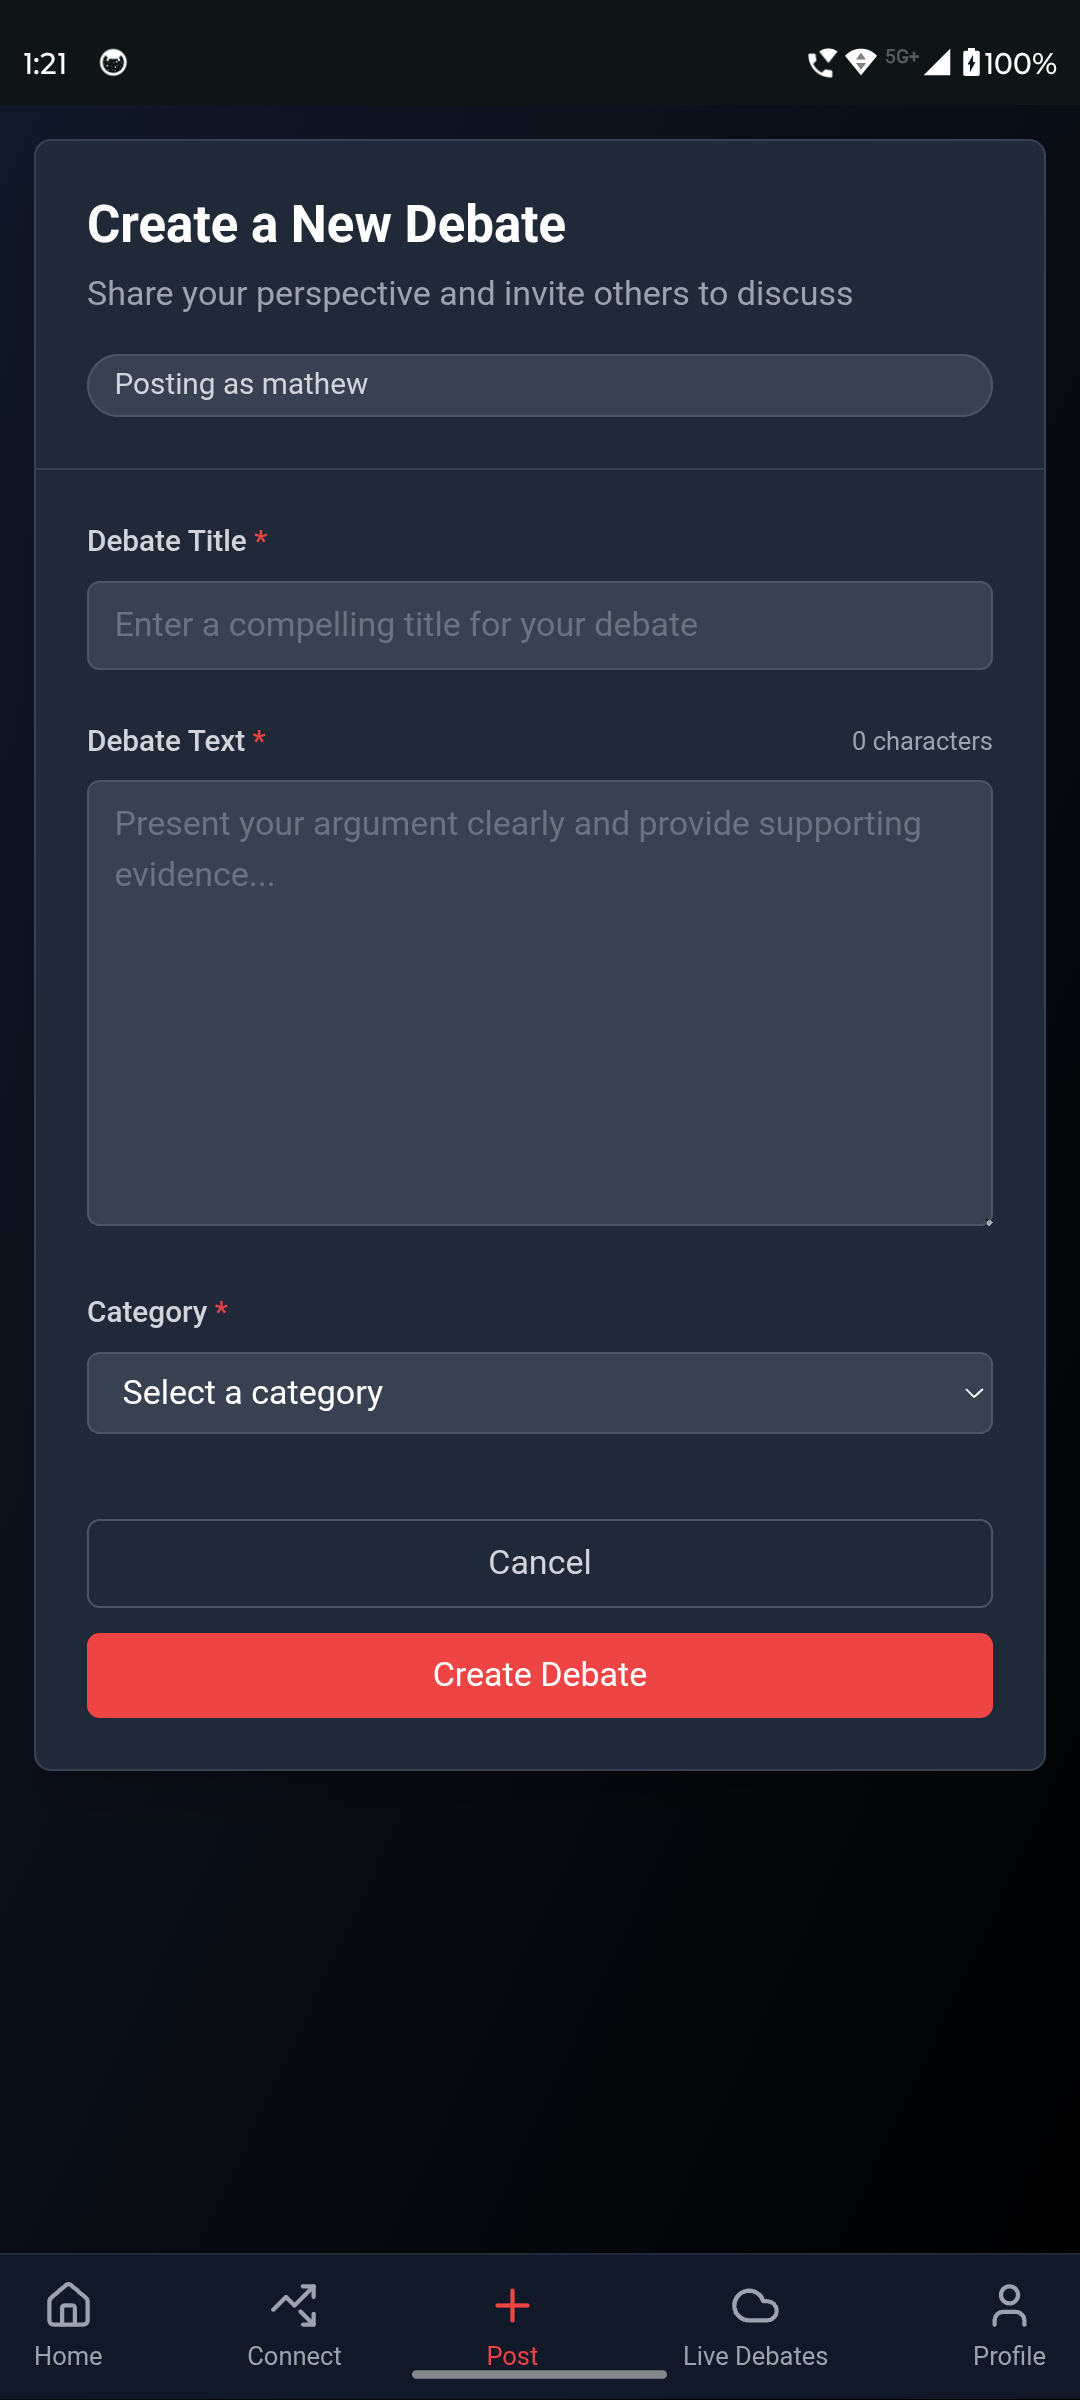 1:21
5G+
100%
Create a New Debate
Share your perspective and invite others to discuss
Posting as mathew
Debate Title *
Enter a compelling title for your debate
Debate Text *
0 characters
Present your argument clearly and provide supporting
evidence...
Category *
Select a category
Cancel
Create Debate
Home
Connect
Post
Live Debates
Profile